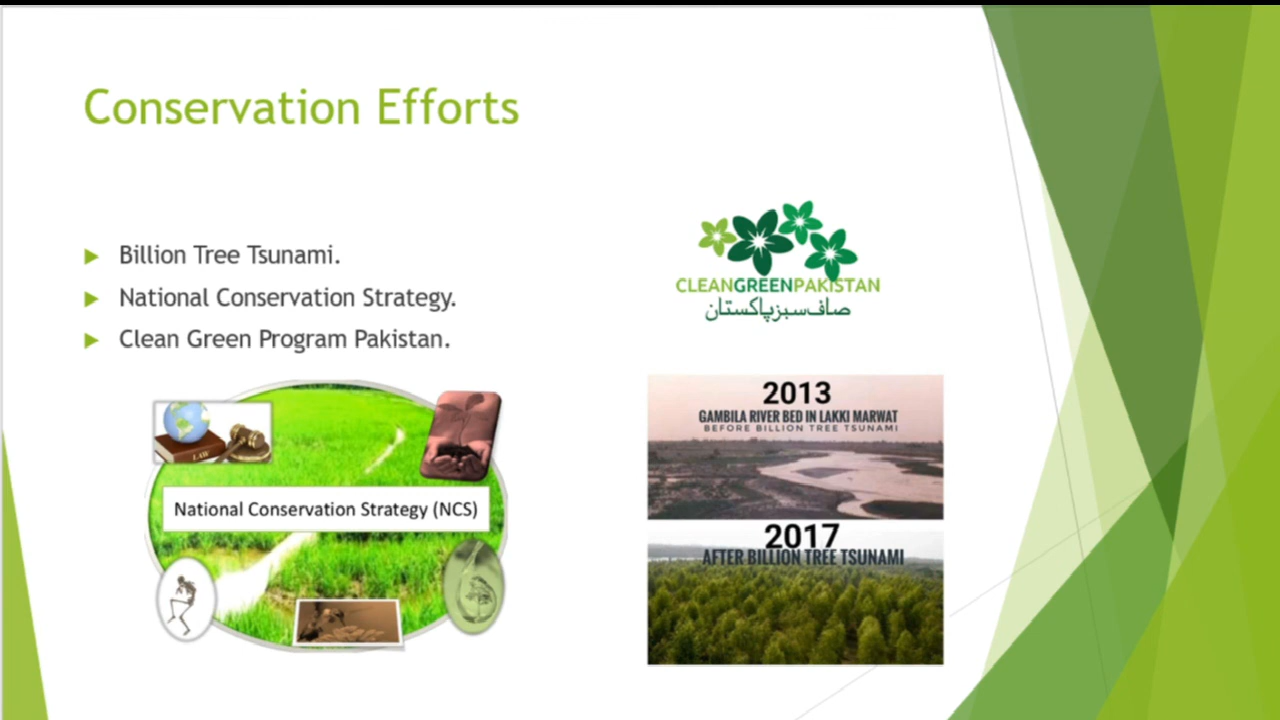 Conservation Efforts
Billion Tree Tsunami.
National Conservation Strategy.
Clean Green Program Pakistan.
CLEANGREENPAKISTAN
صاف سبز پاکستان
LAW
National Conservation Strategy (NCS)
2013
GAMBILA RIVER BED IN LAKKI MARWAT
BEFORE BILLION TREE TSUNAMI
2017
AFTER BILLION TREE TSUNAMI